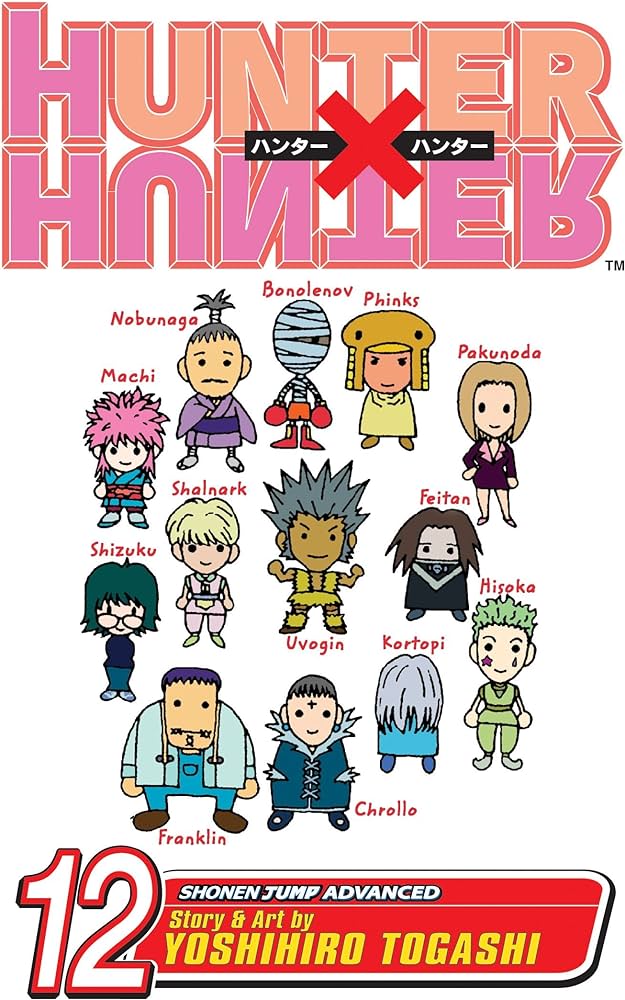 HUNTER
ハンター X ハンター
HUNTER
TM
Bonolenov
Phinks
Nobunaga
Pakunoda
Machi
Shalnark
Feitan
Shizuku
Hisoka
Uvogin
Kortopi
Chrollo
Franklin
12
SHONEN JUMP ADVANCED
Story & Art by
YOSHIHIRO TOGASHI